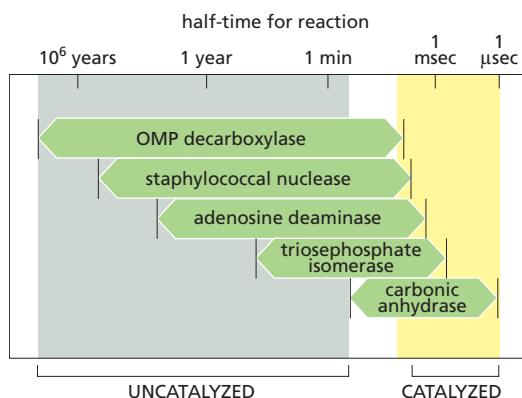 half-time for reaction
10⁶ years
1 year
1 min
1
msec
1
μsec
OMP decarboxylase
staphylococcal nuclease
adenosine deaminase
triosephosphate
isomerase
carbonic
anhydrase
UNCATALYZED
CATALYZED